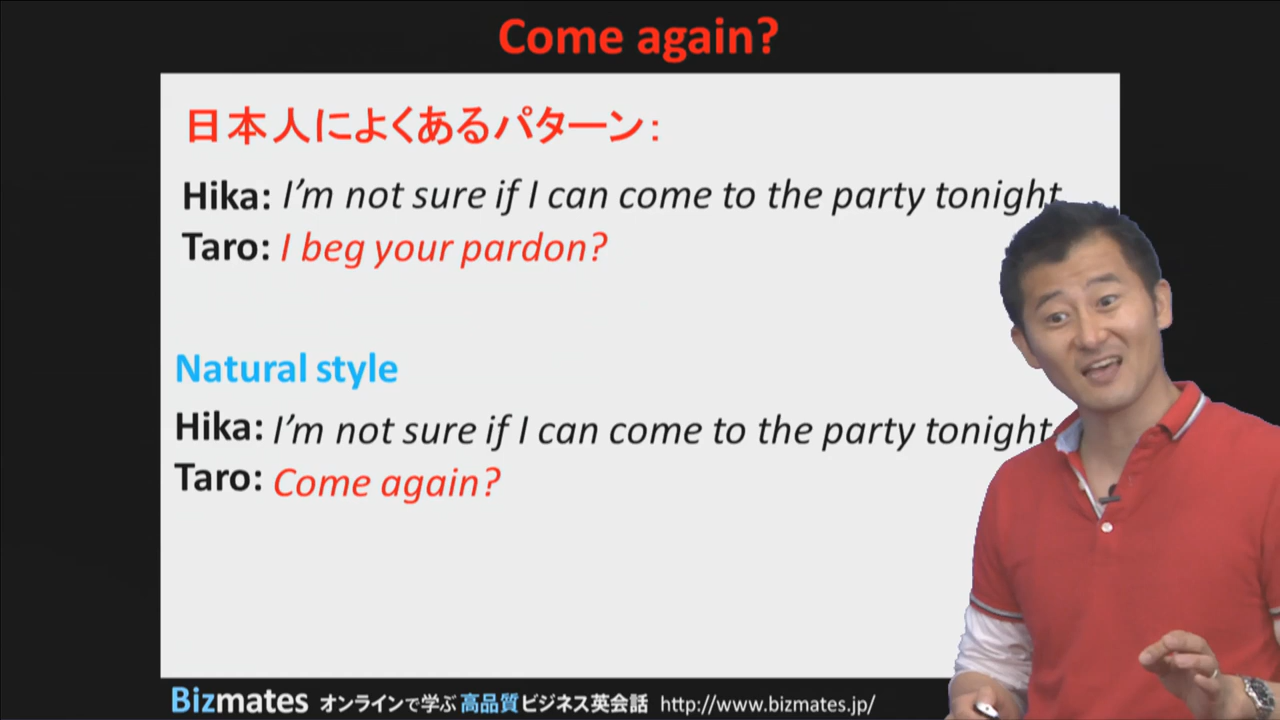 Come again?
日本人によくあるパターン：
Hika: I’m not sure if I can come to the party tonight
Taro: I beg your pardon?
Natural style
Hika: I’m not sure if I can come to the party tonight
Taro: Come again?
Bizmates オンラインで学ぶ 高品質 ビジネス英会話 http://www.bizmates.jp/